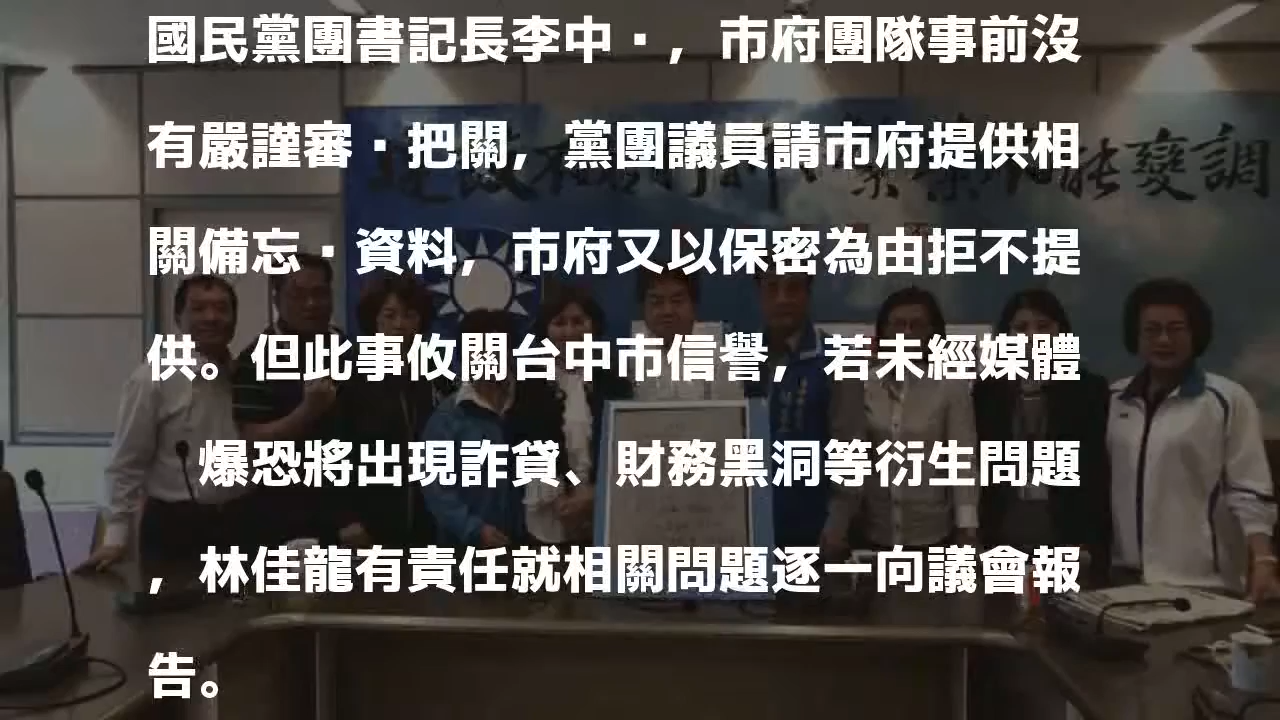 國民黨團書記長李中·，市府團隊事前沒
有嚴謹審·把關，黨團議員請市府提供相
關備忘·資料，市府又以保密為由拒不提
供。但此事攸關台中市信譽，若未經媒體
爆恐將出現詐貸、財務黑洞等衍生問題
，林佳龍有責任就相關問題逐一向議會報
告。
變調